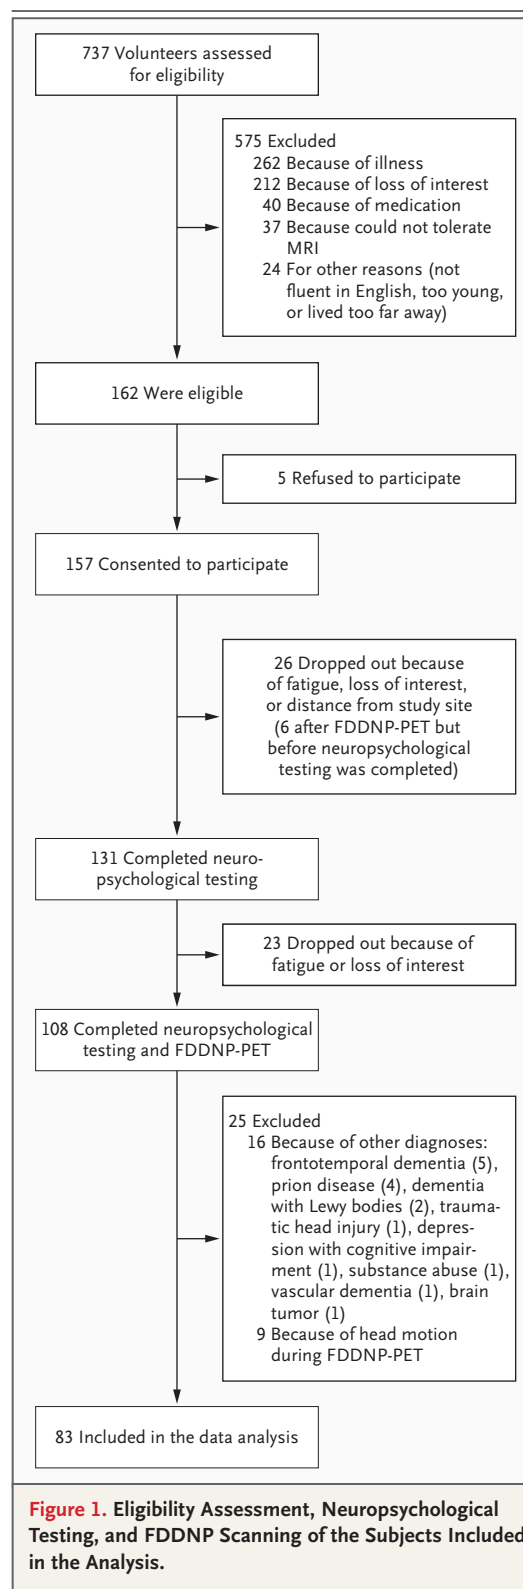 737 Volunteers assessed
for eligibility
575 Excluded
262 Because of illness
212 Because of loss of interest
40 Because of medication
37 Because could not tolerate
MRI
24 For other reasons (not
fluent in English, too young,
or lived too far away)
162 Were eligible
5 Refused to participate
157 Consented to participate
26 Dropped out because
of fatigue, loss of interest,
or distance from study site
(6 after FDDNP-PET but
before neuropsychological
testing was completed)
131 Completed neuro-
psychological testing
23 Dropped out because of
fatigue or loss of interest
108 Completed neuropsychological
testing and FDDNP-PET
25 Excluded
16 Because of other diagnoses:
frontotemporal dementia (5),
prion disease (4), dementia
with Lewy bodies (2), trauma-
tic head injury (1), depres-
sion with cognitive impair-
ment (1), substance abuse (1),
vascular dementia (1), brain
tumor (1)
9 Because of head motion
during FDDNP-PET
83 Included in the data analysis
Figure 1. Eligibility Assessment, Neuropsychological
Testing, and FDDNP Scanning of the Subjects Included
in the Analysis.